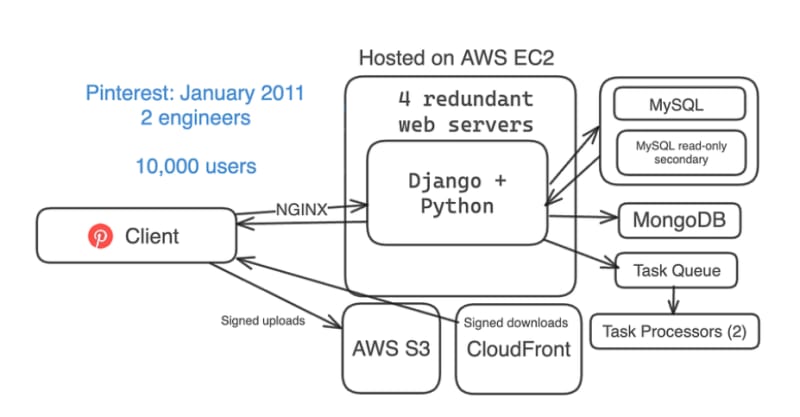 Hosted on AWS EC2
Pinterest: January 2011
2 engineers
10,000 users
4 redundant
web servers
Django +
Python
MySQL
MySQL read-only
secondary
NGINX
Client
MongoDB
Task Queue
Task Processors (2)
Signed uploads
AWS S3
Signed downloads
CloudFront